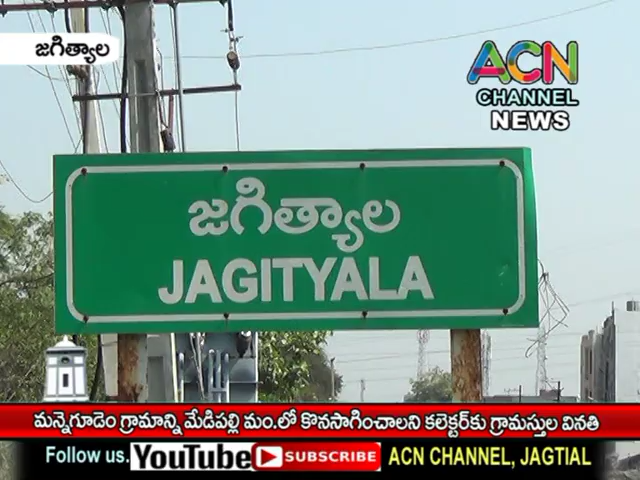 జగిత్యాల
ACN
CHANNEL
NEWS
జగిత్యాల
JAGITYALA
మన్నెగూడెం గ్రామాన్ని మేడిపల్లి మం.లో కొనసాగించాలని కలెక్టర్‌కు గ్రామస్తుల వినతి
Follow us. YouTube SUBSCRIBE ACN CHANNEL, JAGTIAL